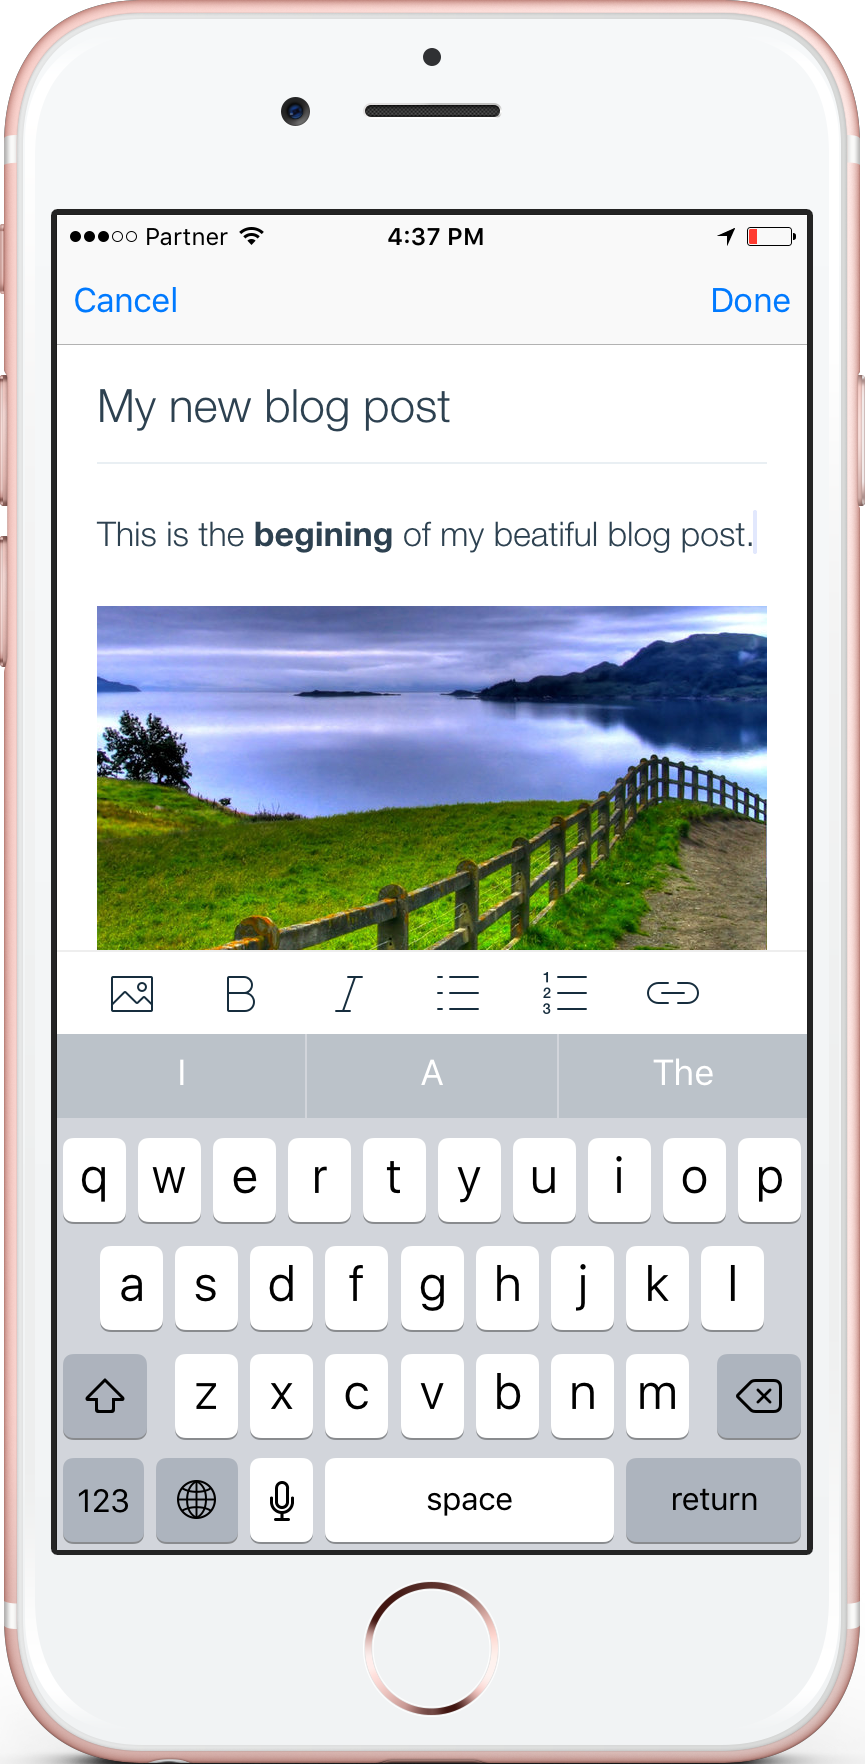 Partner 4:37 PM
Cancel Done
My new blog post
This is the begining of my beatiful blog post.
B I 1 2 3
I A The
q w e r t y u i o p
a s d f g h j k l
z x c v b n m
123 space return